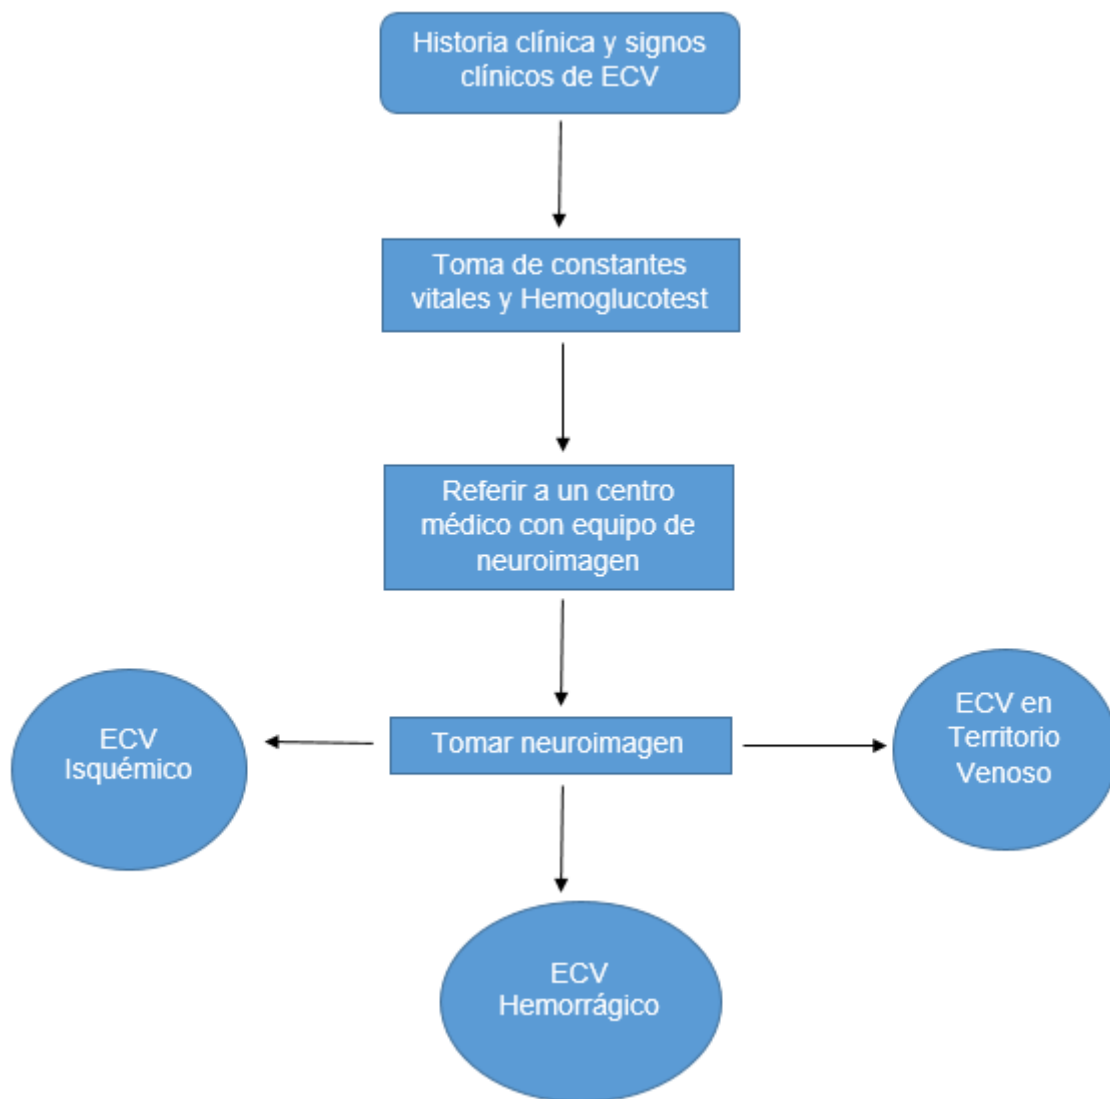 Historia clínica y signos
clínicos de ECV
Toma de constantes
vitales y Hemoglucotest
Referir a un centro
médico con equipo de
neuroimagen
Tomar neuroimagen
ECV
Isquémico
ECV en
Territorio
Venoso
ECV
Hemorrágico